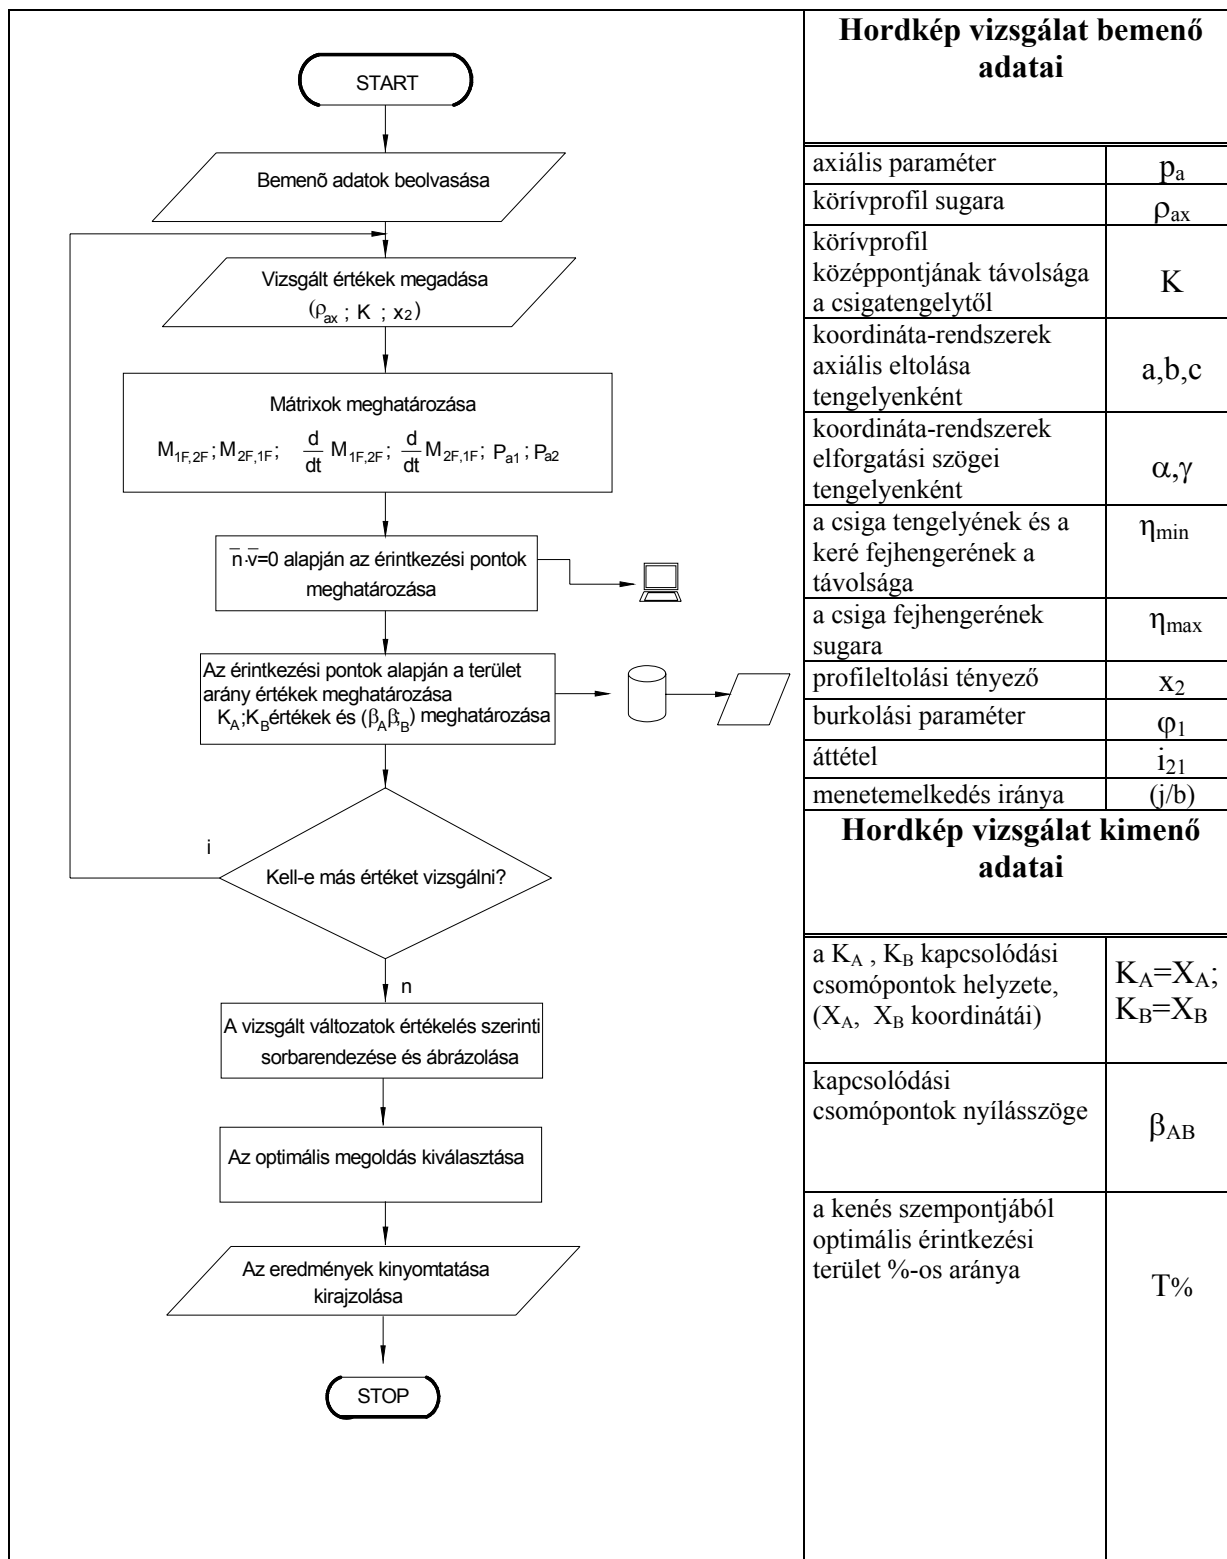 START
Bemenõ adatok beolvasása
Vizsgált értékek megadása
(ρax ; K ; x2)
Mátrixok meghatározása
M1F,2F; M2F,1F; d/dt M1F,2F; d/dt M2F,1F; Pa1; Pa2
n̄·v̄=0 alapján az érintkezési pontok
meghatározása
Az érintkezési pontok alapján a terület
arány értékek meghatározása
KA;KB értékek és (βA;βB) meghatározása
i
Kell-e más értéket vizsgálni?
n
A vizsgált változatok értékelés szerinti
sorbarendezése és ábrázolása
Az optimális megoldás kiválasztása
Az eredmények kinyomtatása
kirajzolása
STOP
Hordkép vizsgálat bemenő
adatai
axiális paraméter pa
körívprofil sugara ρax
körívprofil
középpontjának távolsága
a csigatengelytől
K
koordináta-rendszerek
axiális eltolása
tengelyenként
a,b,c
koordináta-rendszerek
elforgatási szögei
tengelyenként
α,γ
a csiga tengelyének és a
keré fejhengerének a
távolsága
ηmin
a csiga fejhengerének
sugara
ηmax
profileltolási tényező x2
burkolási paraméter φ1
áttétel i21
menetemelkedés iránya (j/b)
Hordkép vizsgálat kimenő
adatai
a KA , KB kapcsolódási
csomópontok helyzete,
(XA, XB koordinátái)
KA=XA;
KB=XB
kapcsolódási
csomópontok nyílásszöge
βAB
a kenés szempontjából
optimális érintkezési
terület %-os aránya
T%